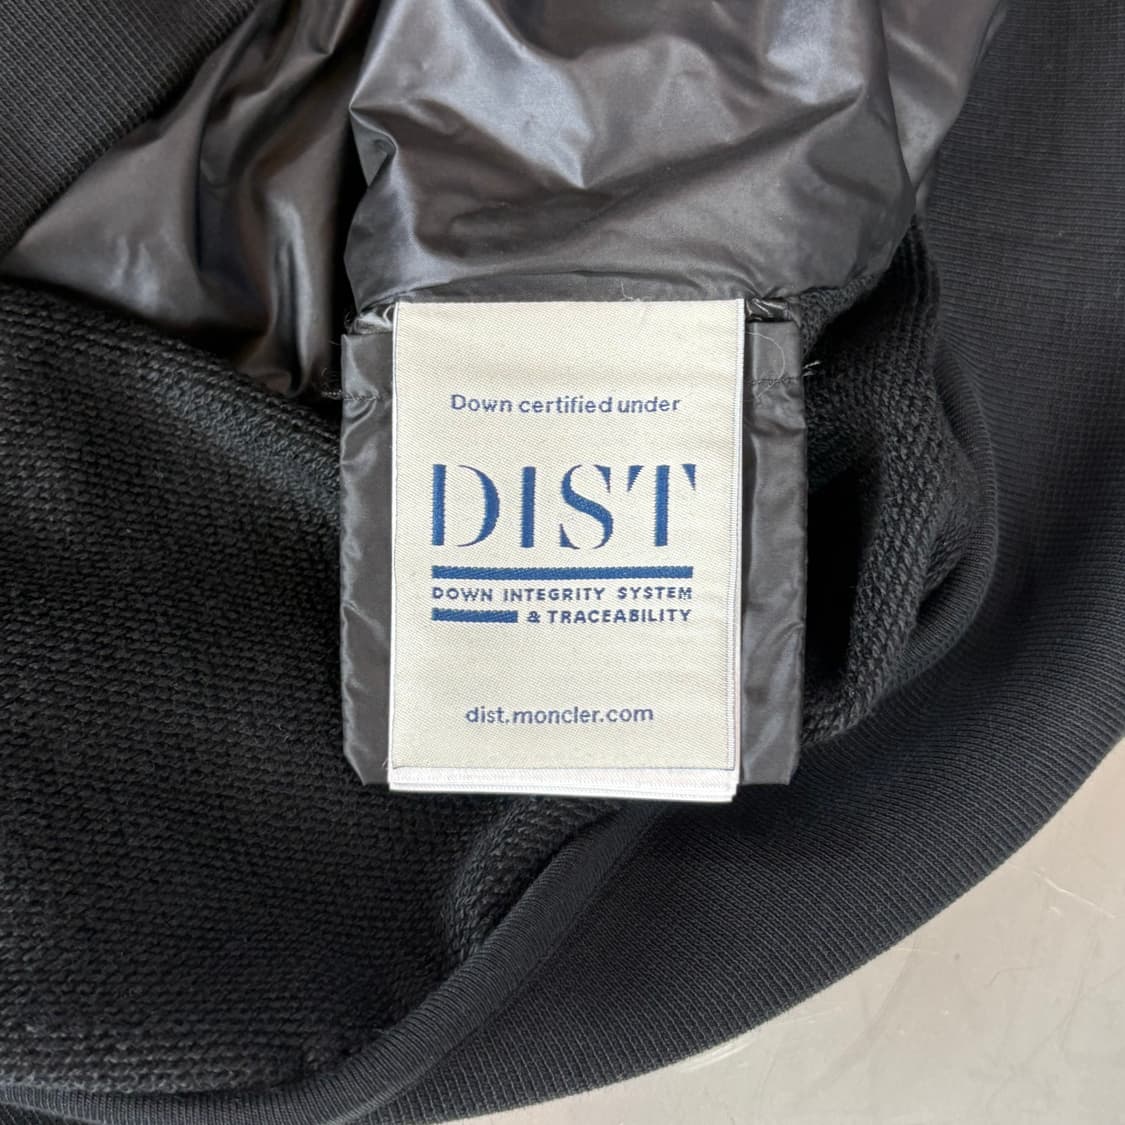 Down certified under
DIST
DOWN INTEGRITY SYSTEM
& TRACEABILITY
dist.moncler.com